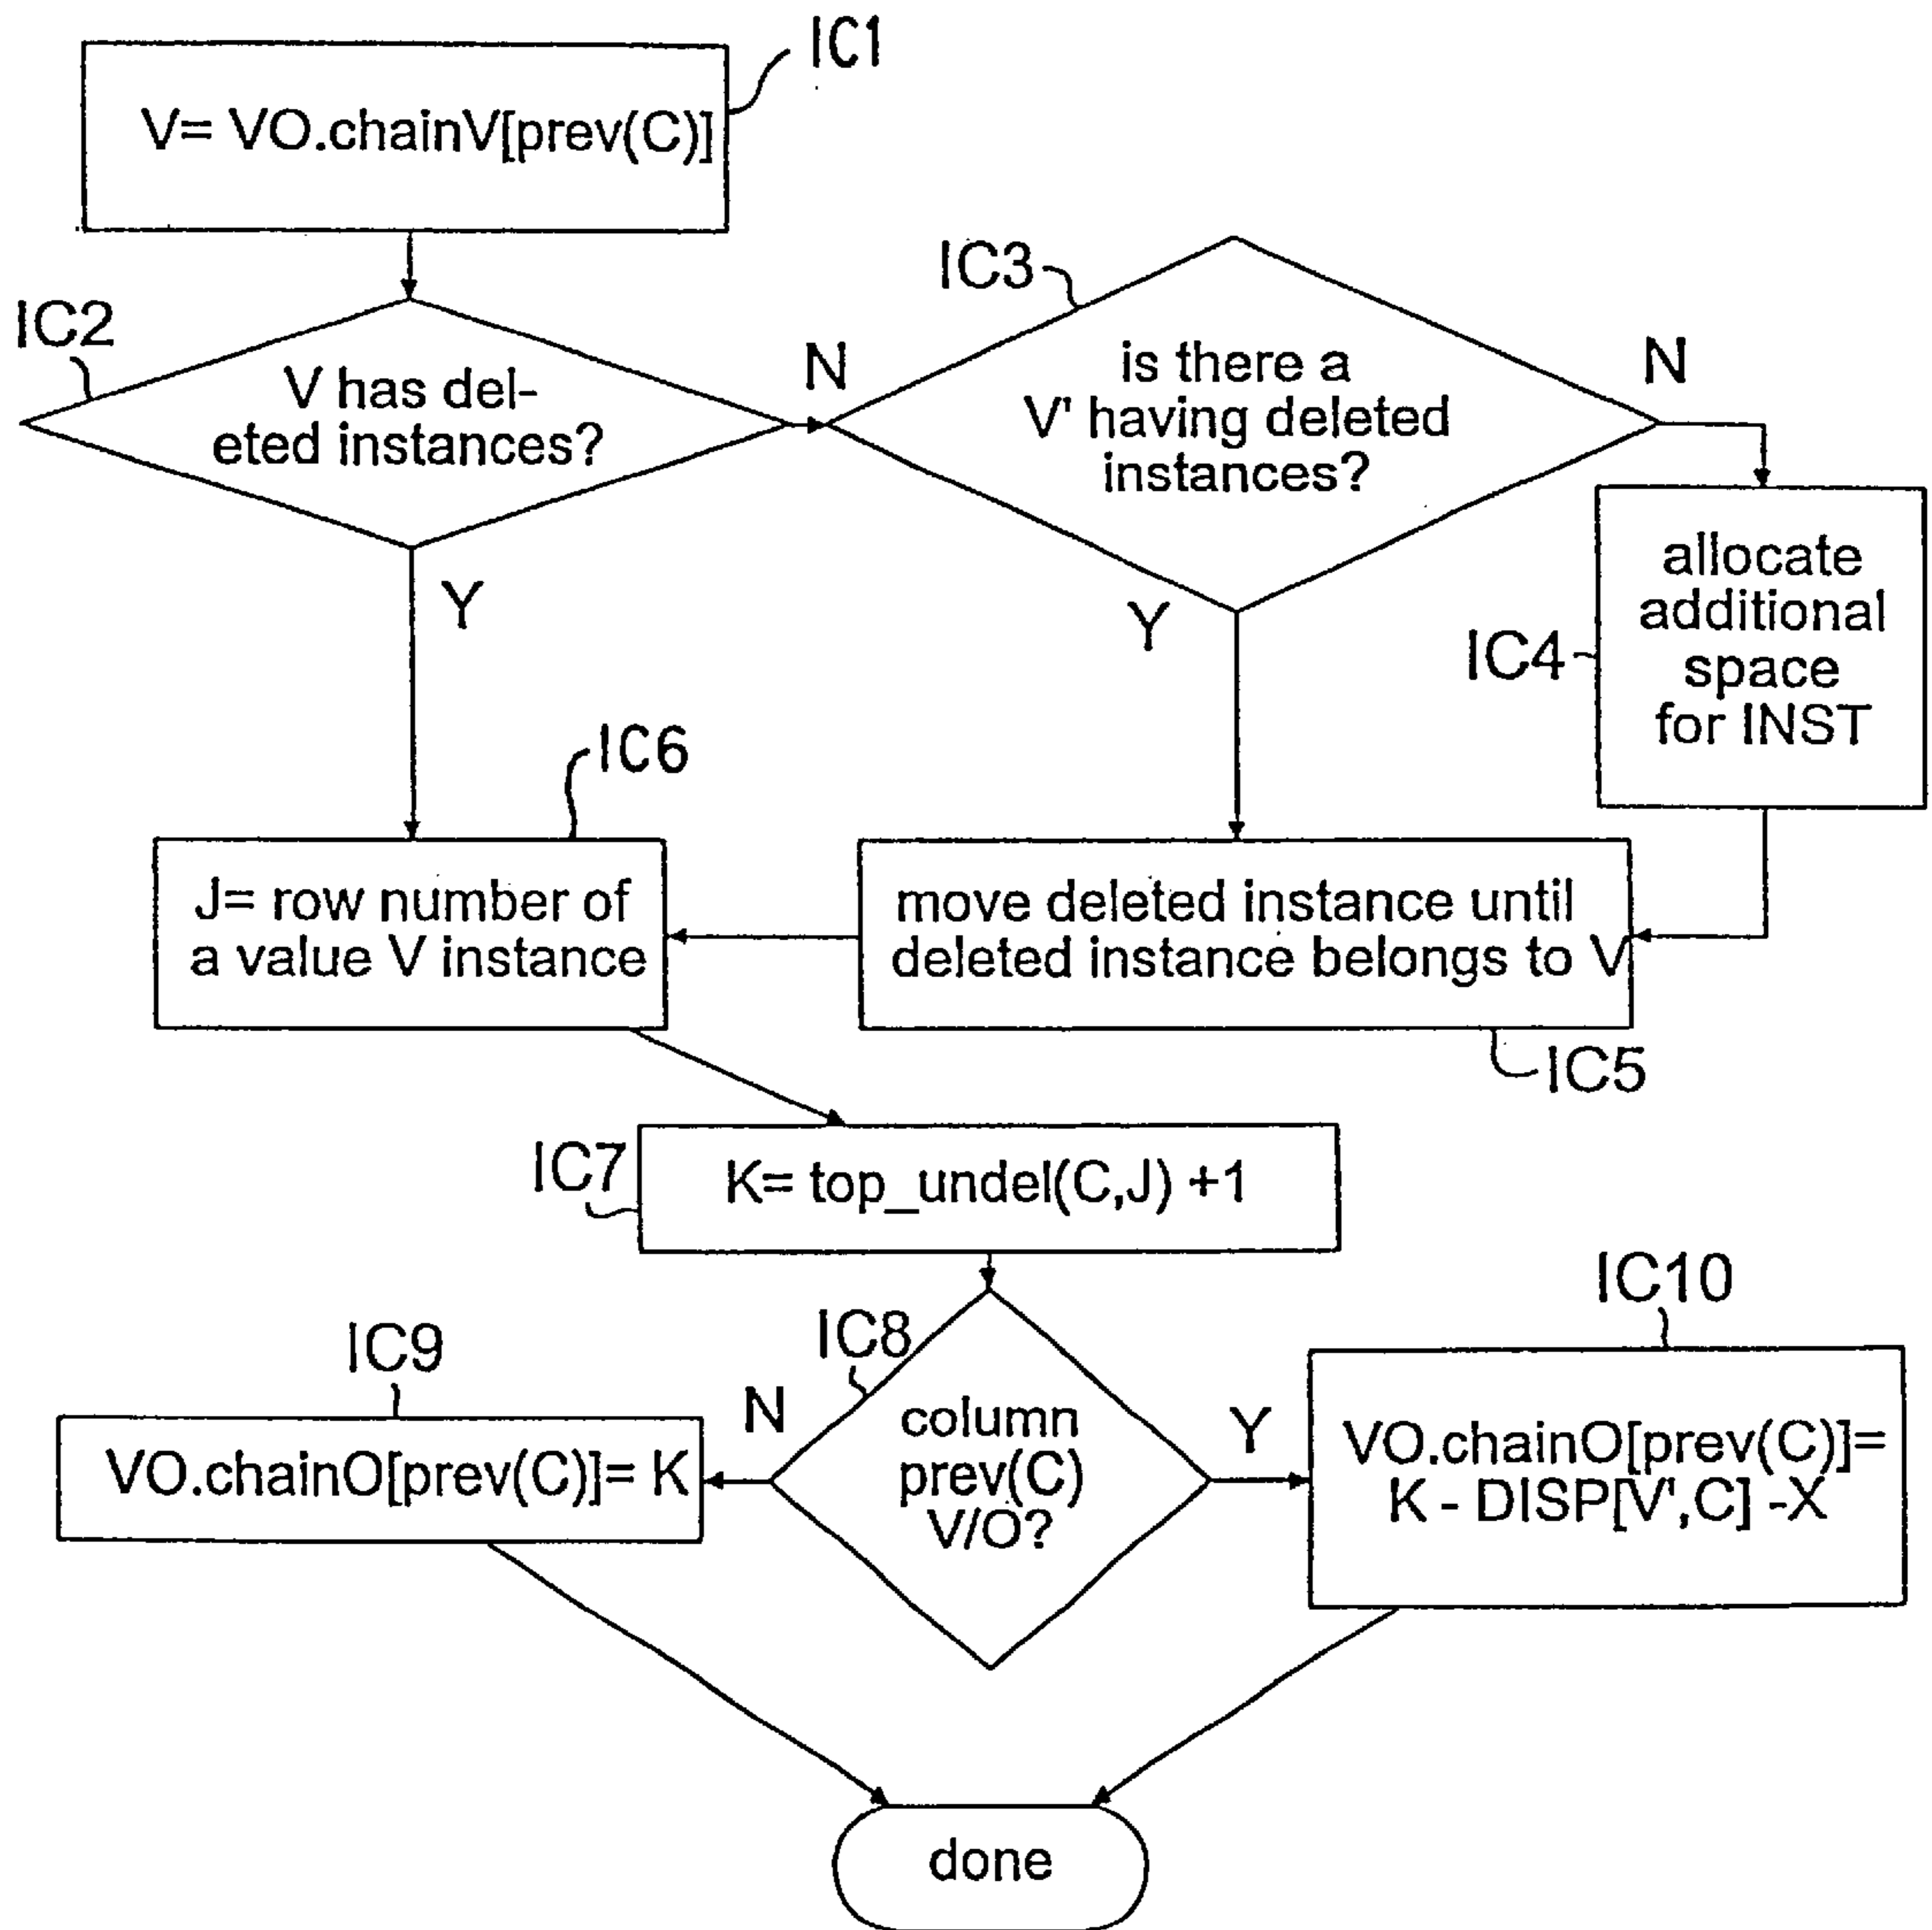 IC1
V= VO.chainV[prev(C)]
IC2
V has del-
eted instances?
N
Y
IC3
is there a
V' having deleted
instances?
N
Y
IC4
allocate
additional
space
for INST
IC6
J= row number of
a value V instance
move deleted instance until
deleted instance belongs to V
IC5
IC7
K= top_undel(C,J) +1
IC8
column
prev(C)
V/O?
N
Y
IC9
VO.chainO[prev(C)]= K
IC10
VO.chainO[prev(C)]=
K - DISP[V',C] -X
done